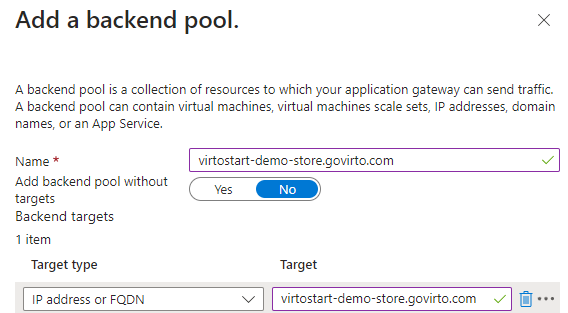 Add a backend pool.
A backend pool is a collection of resources to which your application gateway can send traffic.
A backend pool can contain virtual machines, virtual machines scale sets, IP addresses, domain
names, or an App Service.
Name *
virtostart-demo-store.govirto.com
Add backend pool without
targets
Yes
No
Backend targets
1 item
Target type
Target
IP address or FQDN
virtostart-demo-store.govirto.com